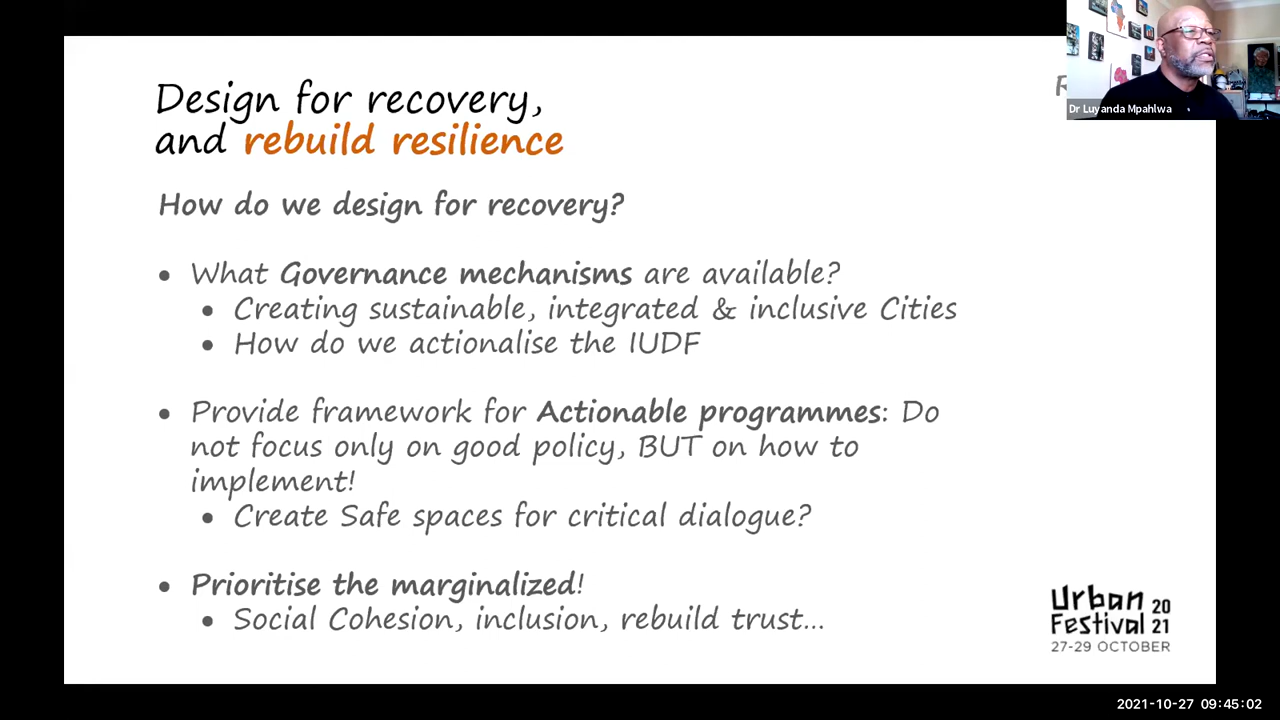 Design for recovery,
and rebuild resilience
Dr Luyanda Mpahlwa
How do we design for recovery?
• What Governance mechanisms are available?
• Creating sustainable, integrated & inclusive Cities
• How do we actionalise the IUDF
• Provide framework for Actionable programmes: Do
not focus only on good policy, BUT on how to
implement!
• Create Safe spaces for critical dialogue?
• Prioritise the marginalized!
• Social Cohesion, inclusion, rebuild trust...
Urban 20
Festival 21
27-29 OCTOBER
2021-10-27 09:45:02